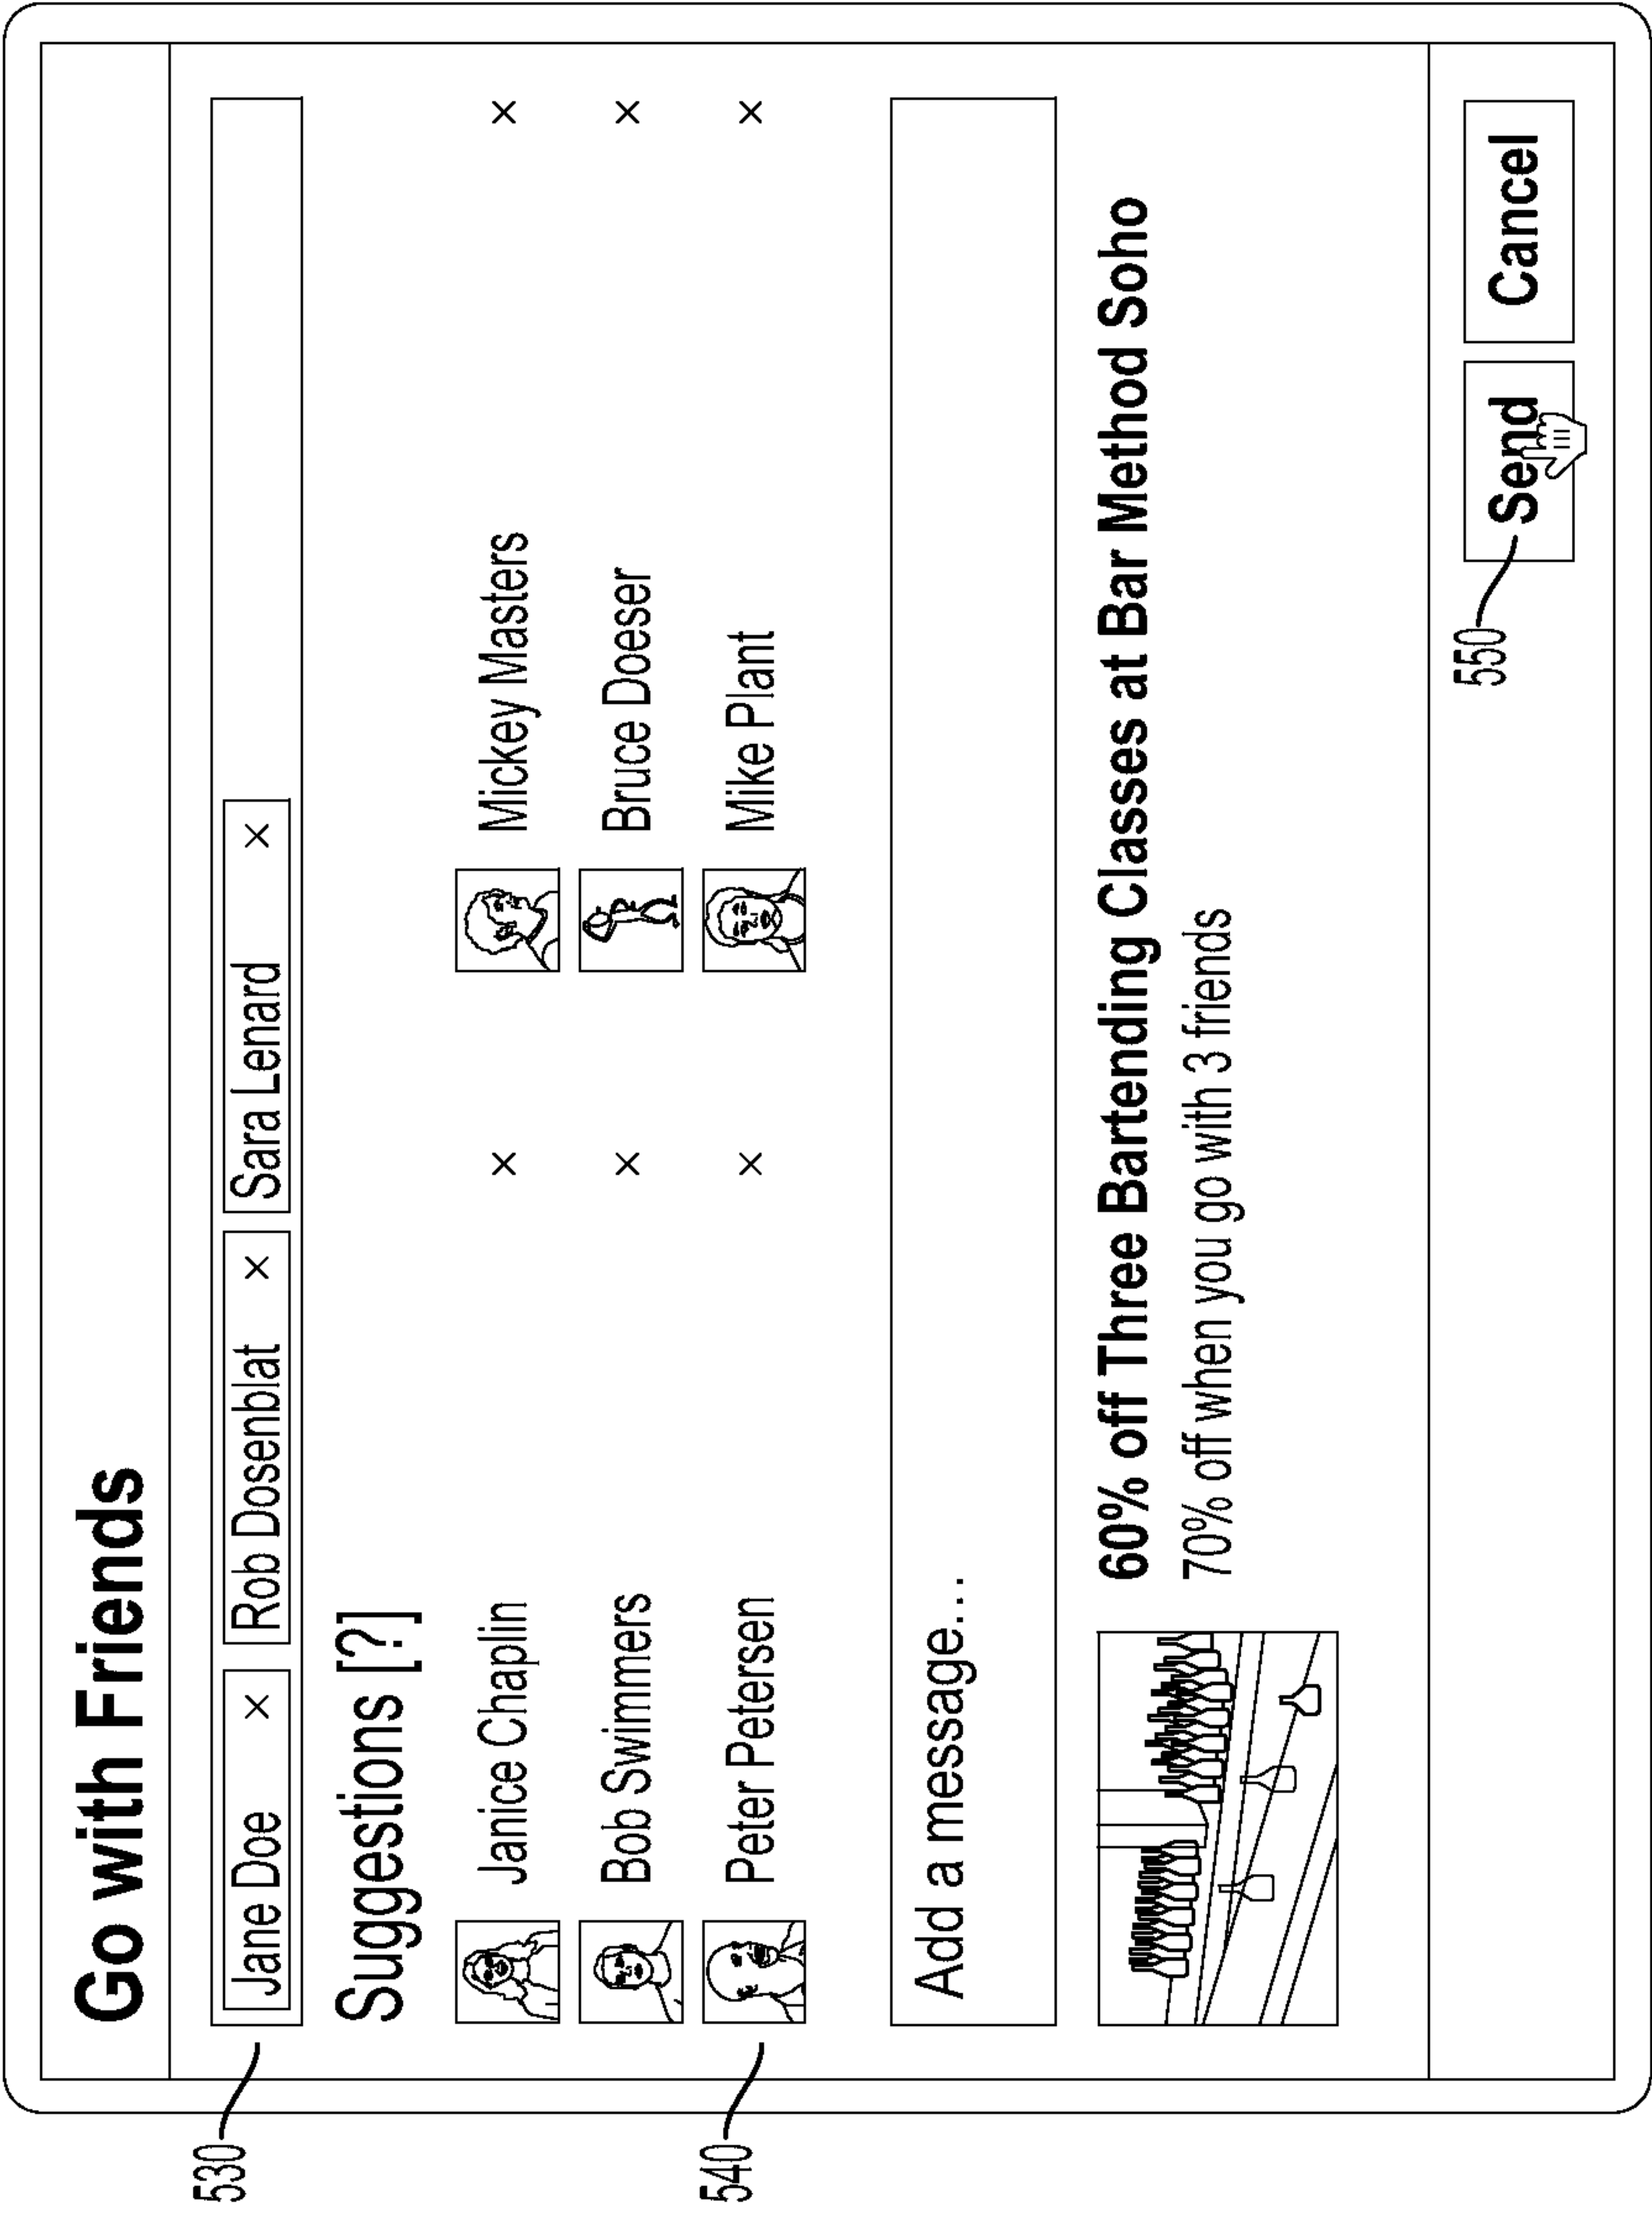 Go with Friends
530
Jane Doe × Rob Dosenblat × Sara Lenard ×
Suggestions [?]
Janice Chaplin × Mickey Masters ×
Bob Swimmers × Bruce Doeser ×
540
Peter Petersen × Mike Plant ×
Add a message...
60% off Three Bartending Classes at Bar Method Soho
70% off when you go with 3 friends
550
Send Cancel